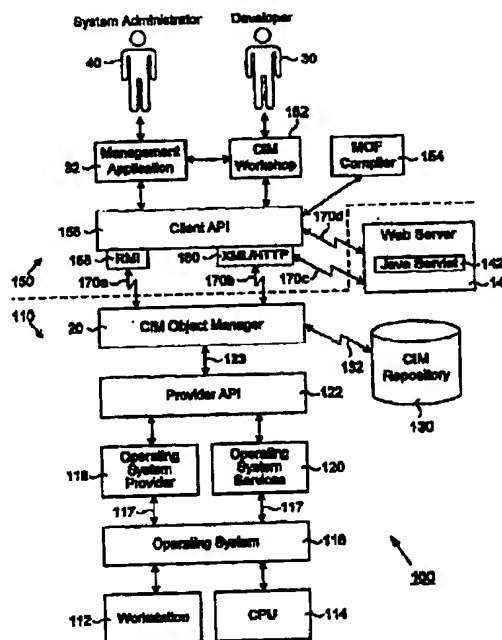 System Administrator
Developer
40
30
152
Management Application
32
CIM Workshop
MOF Compiler
154
156
Client API
170d
158
RMI
160
XML/HTTP
Web Server
Java Servlet
142
150
170a
170b
170c
110
20
CIM Object Manager
123
132
CIM Repository
130
Provider API
122
118
Operating System Provider
Operating System Services
120
117
117
Operating System
116
100
112
Workstation
CPU
114